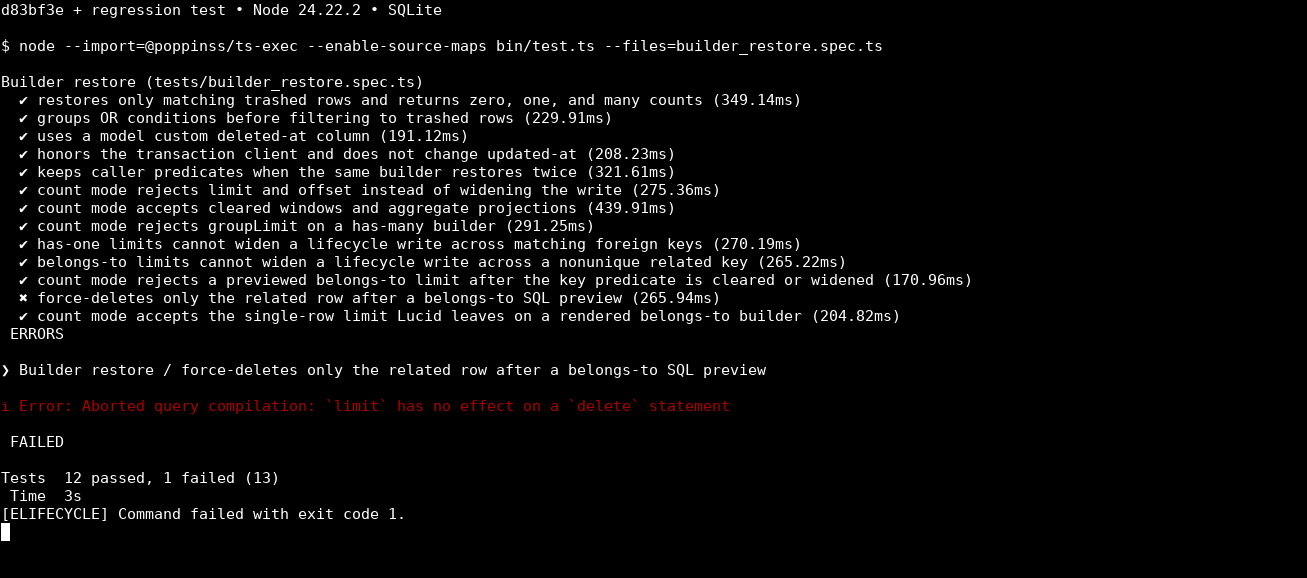 d83bf3e + regression test • Node 24.22.2 • SQLite
$ node --import=@poppinss/ts-exec --enable-source-maps bin/test.ts --files=builder_restore.spec.ts
Builder restore (tests/builder_restore.spec.ts)
✔ restores only matching trashed rows and returns zero, one, and many counts (349.14ms)
✔ groups OR conditions before filtering to trashed rows (229.91ms)
✔ uses a model custom deleted-at column (191.12ms)
✔ honors the transaction client and does not change updated-at (208.23ms)
✔ keeps caller predicates when the same builder restores twice (321.61ms)
✔ count mode rejects limit and offset instead of widening the write (275.36ms)
✔ count mode accepts cleared windows and aggregate projections (439.91ms)
✔ count mode rejects groupLimit on a has-many builder (291.25ms)
✔ has-one limits cannot widen a lifecycle write across matching foreign keys (270.19ms)
✔ belongs-to limits cannot widen a lifecycle write across a nonunique related key (265.22ms)
✔ count mode rejects a previewed belongs-to limit after the key predicate is cleared or widened (170.96ms)
✖ force-deletes only the related row after a belongs-to SQL preview (265.94ms)
✔ count mode accepts the single-row limit Lucid leaves on a rendered belongs-to builder (204.82ms)
ERRORS
❯ Builder restore / force-deletes only the related row after a belongs-to SQL preview
ℹ Error: Aborted query compilation: `limit` has no effect on a `delete` statement
FAILED
Tests  12 passed, 1 failed (13)
Time  3s
[ELIFECYCLE] Command failed with exit code 1.